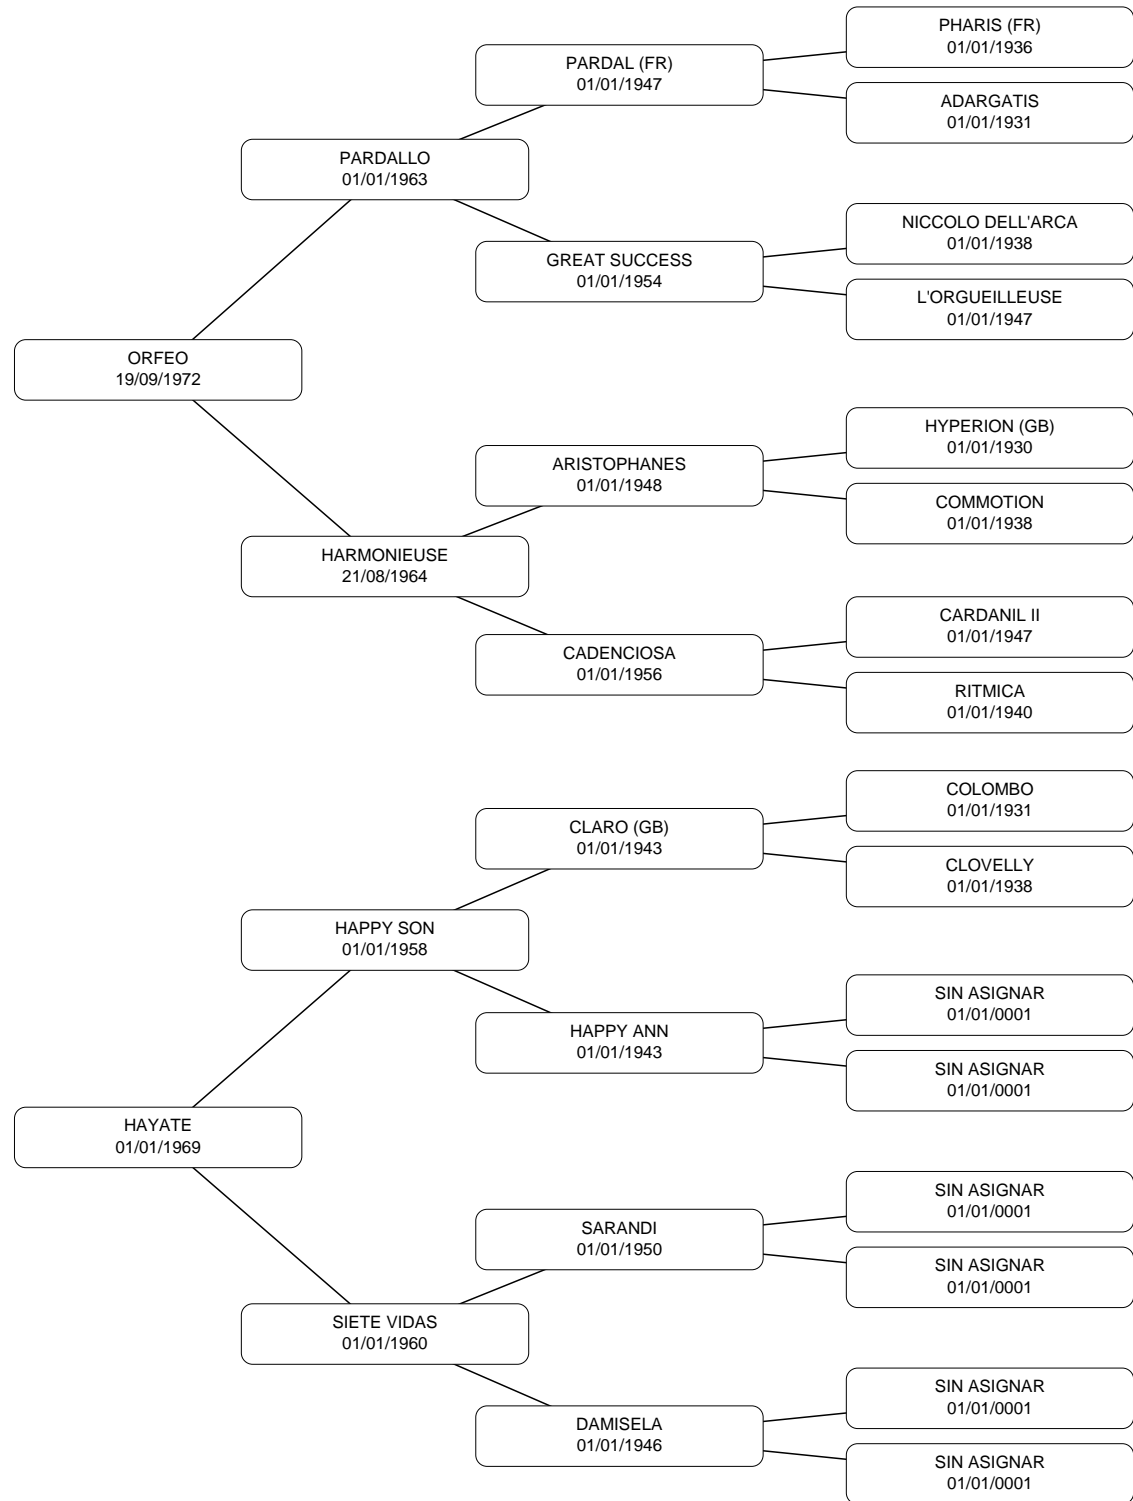 PHARIS (FR)
01/01/1936
PARDAL (FR)
01/01/1947
ADARGATIS
01/01/1931
PARDALLO
01/01/1963
NICCOLO DELL'ARCA
01/01/1938
GREAT SUCCESS
01/01/1954
L'ORGUEILLEUSE
01/01/1947
ORFEO
19/09/1972
HYPERION (GB)
01/01/1930
ARISTOPHANES
01/01/1948
COMMOTION
01/01/1938
HARMONIEUSE
21/08/1964
CARDANIL II
01/01/1947
CADENCIOSA
01/01/1956
RITMICA
01/01/1940
COLOMBO
01/01/1931
CLARO (GB)
01/01/1943
CLOVELLY
01/01/1938
HAPPY SON
01/01/1958
SIN ASIGNAR
01/01/0001
HAPPY ANN
01/01/1943
SIN ASIGNAR
01/01/0001
HAYATE
01/01/1969
SIN ASIGNAR
01/01/0001
SARANDI
01/01/1950
SIN ASIGNAR
01/01/0001
SIETE VIDAS
01/01/1960
SIN ASIGNAR
01/01/0001
DAMISELA
01/01/1946
SIN ASIGNAR
01/01/0001